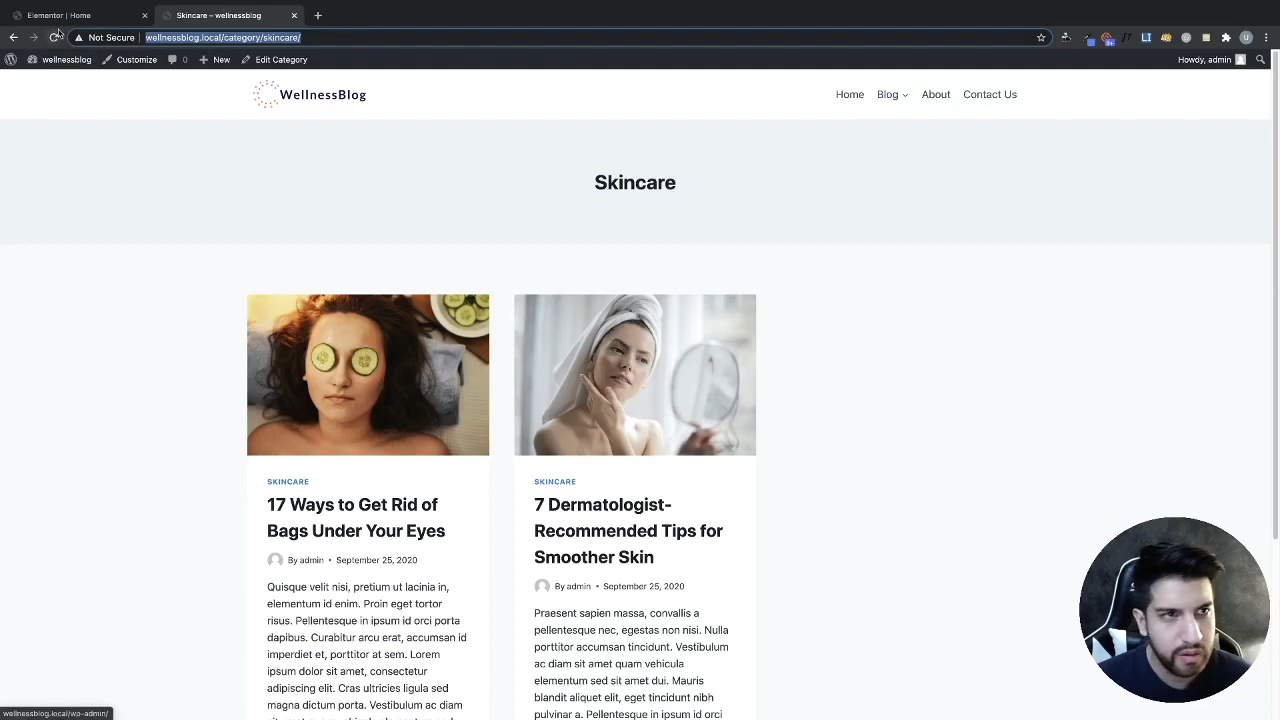 Elementor | Home
Skincare – wellnessblog
Not Secure
wellnessblog.local/category/skincare/
wellnessblog
Customize
0
New
Edit Category
Howdy, admin
WellnessBlog
Home
Blog
About
Contact Us
Skincare
SKINCARE
17 Ways to Get Rid of
Bags Under Your Eyes
By admin • September 25, 2020
Quisque velit nisi, pretium ut lacinia in,
elementum id enim. Proin eget tortor
risus. Pellentesque in ipsum id orci porta
dapibus. Curabitur arcu erat, accumsan id
imperdiet et, porttitor at sem. Lorem
ipsum dolor sit amet, consectetur
adipiscing elit. Cras ultricies ligula sed
magna dictum porta. Vestibulum ac diam
SKINCARE
7 Dermatologist-
Recommended Tips for
Smoother Skin
By admin • September 25, 2020
Praesent sapien massa, convallis a
pellentesque nec, egestas non nisi. Nulla
porttitor accumsan tincidunt. Vestibulum
ac diam sit amet quam vehicula
elementum sed sit amet dui. Mauris
blandit aliquet elit, eget tincidunt nibh
pulvinar a. Lorem ipsum dolor sit
wellnessblog.local/wp-admin/